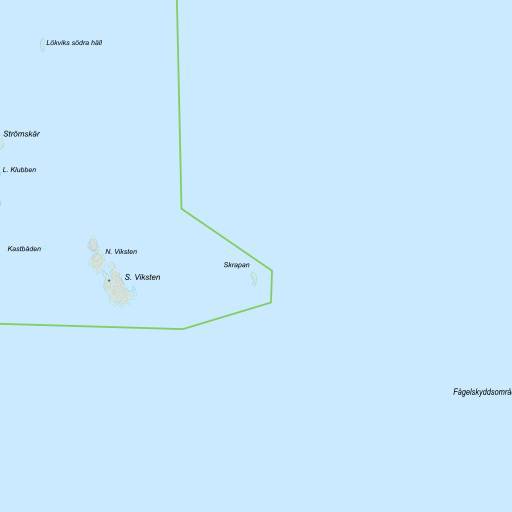 Lökviks södra häll
Strömskär
L. Klubben
Kastbåden
N. Viksten
S. Viksten
Skrapan
Fågelskyddsområ